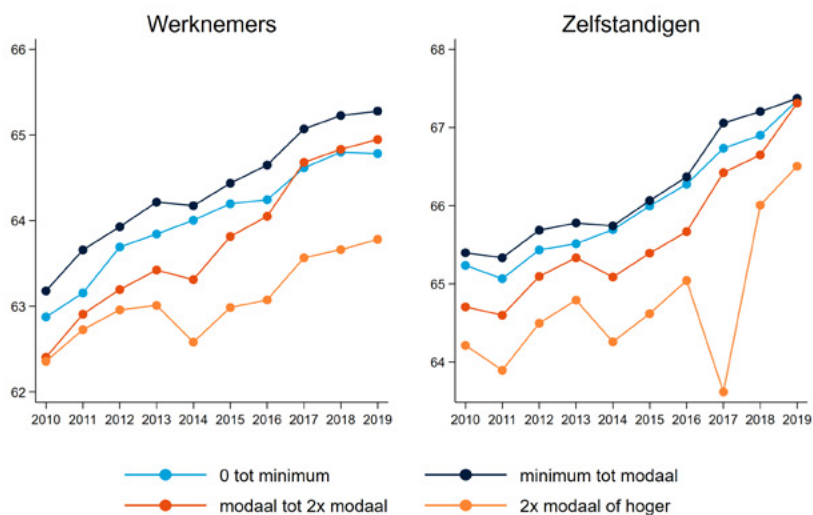 Werknemers
66
65
64
63
62
2010 2011 2012 2013 2014 2015 2016 2017 2018 2019
Zelfstandigen
68
67
66
65
64
2010 2011 2012 2013 2014 2015 2016 2017 2018 2019
0 tot minimum
minimum tot modaal
modaal tot 2x modaal
2x modaal of hoger